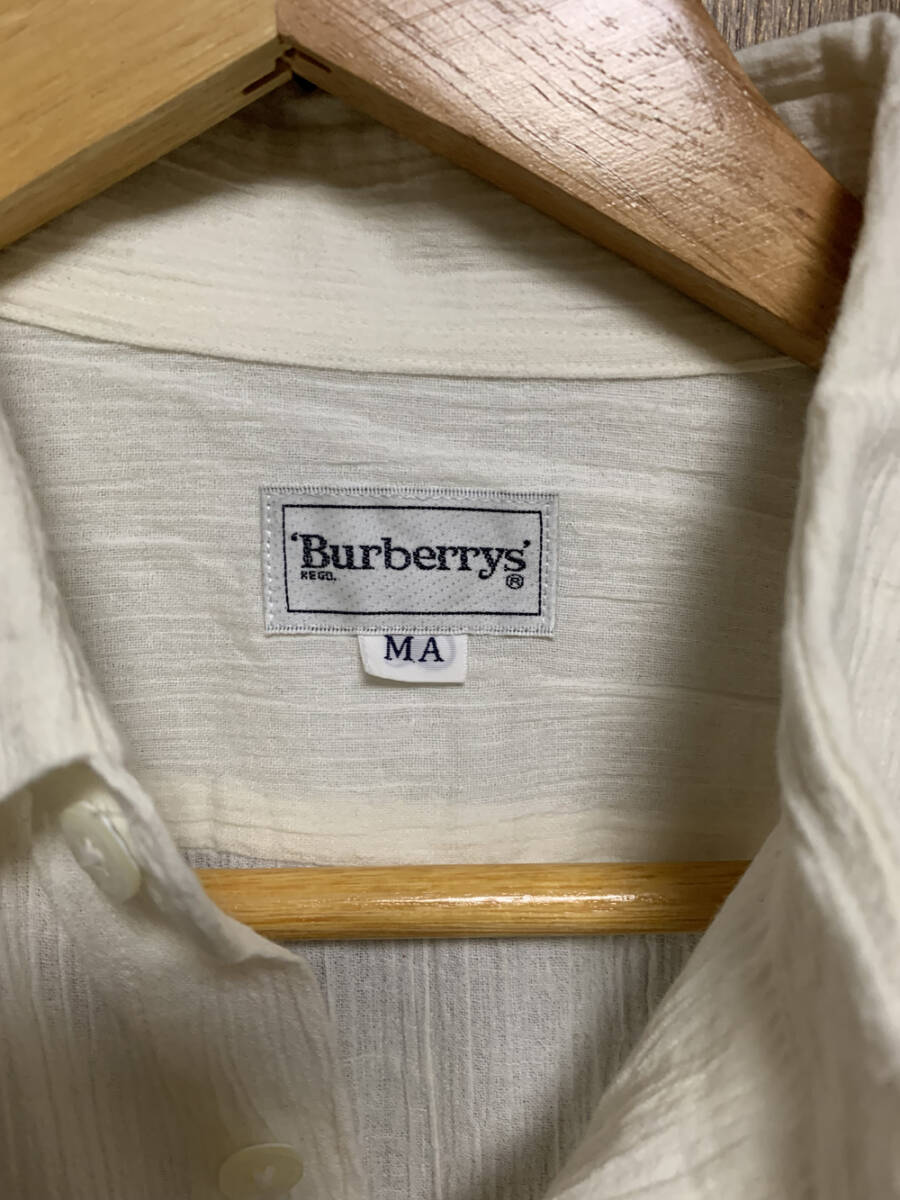 'Burberrys'
REGD. ®
MA